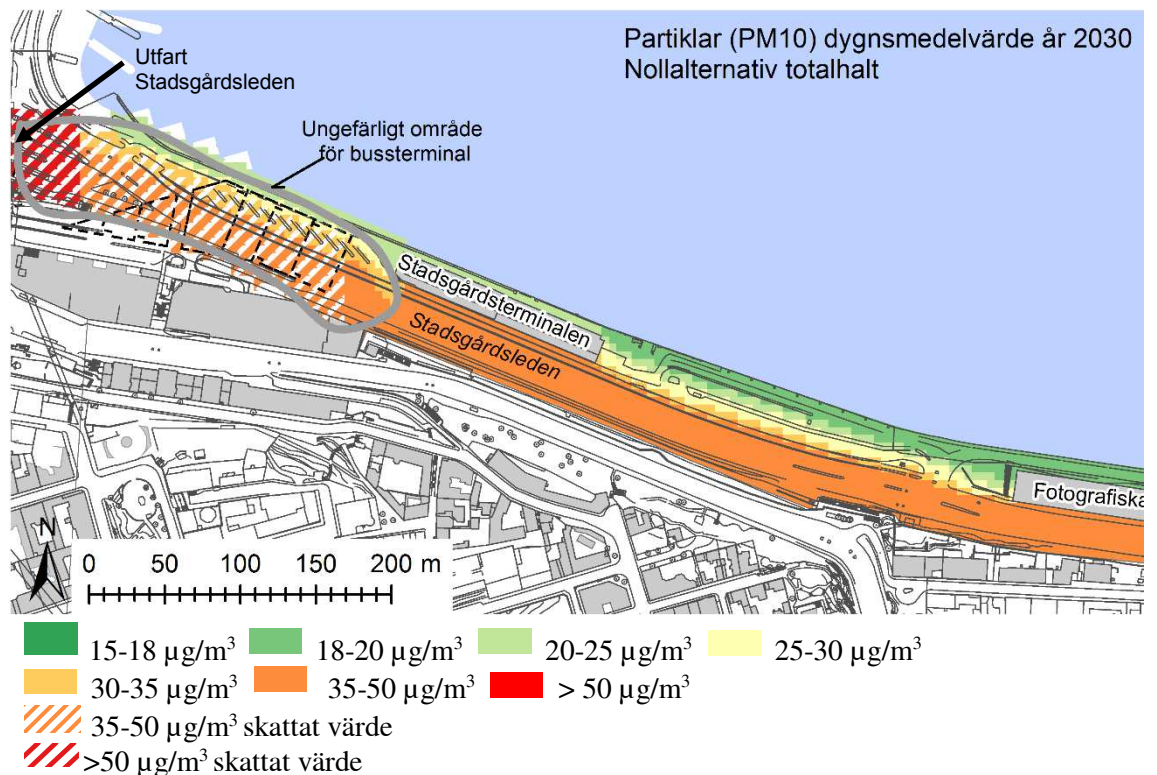 Partiklar (PM10) dygnsmedelvärde år 2030
Nollalternativ totalhalt
Utfart
Stadsgårdsleden
Ungefärligt område
för bussterminal
Stadsgårdsterminalen
Stadsgårdsleden
Fotografiska
N
0 50 100 150 200 m
15-18 µg/m³ 18-20 µg/m³ 20-25 µg/m³ 25-30 µg/m³
30-35 µg/m³ 35-50 µg/m³ > 50 µg/m³
35-50 µg/m³ skattat värde
>50 µg/m³ skattat värde